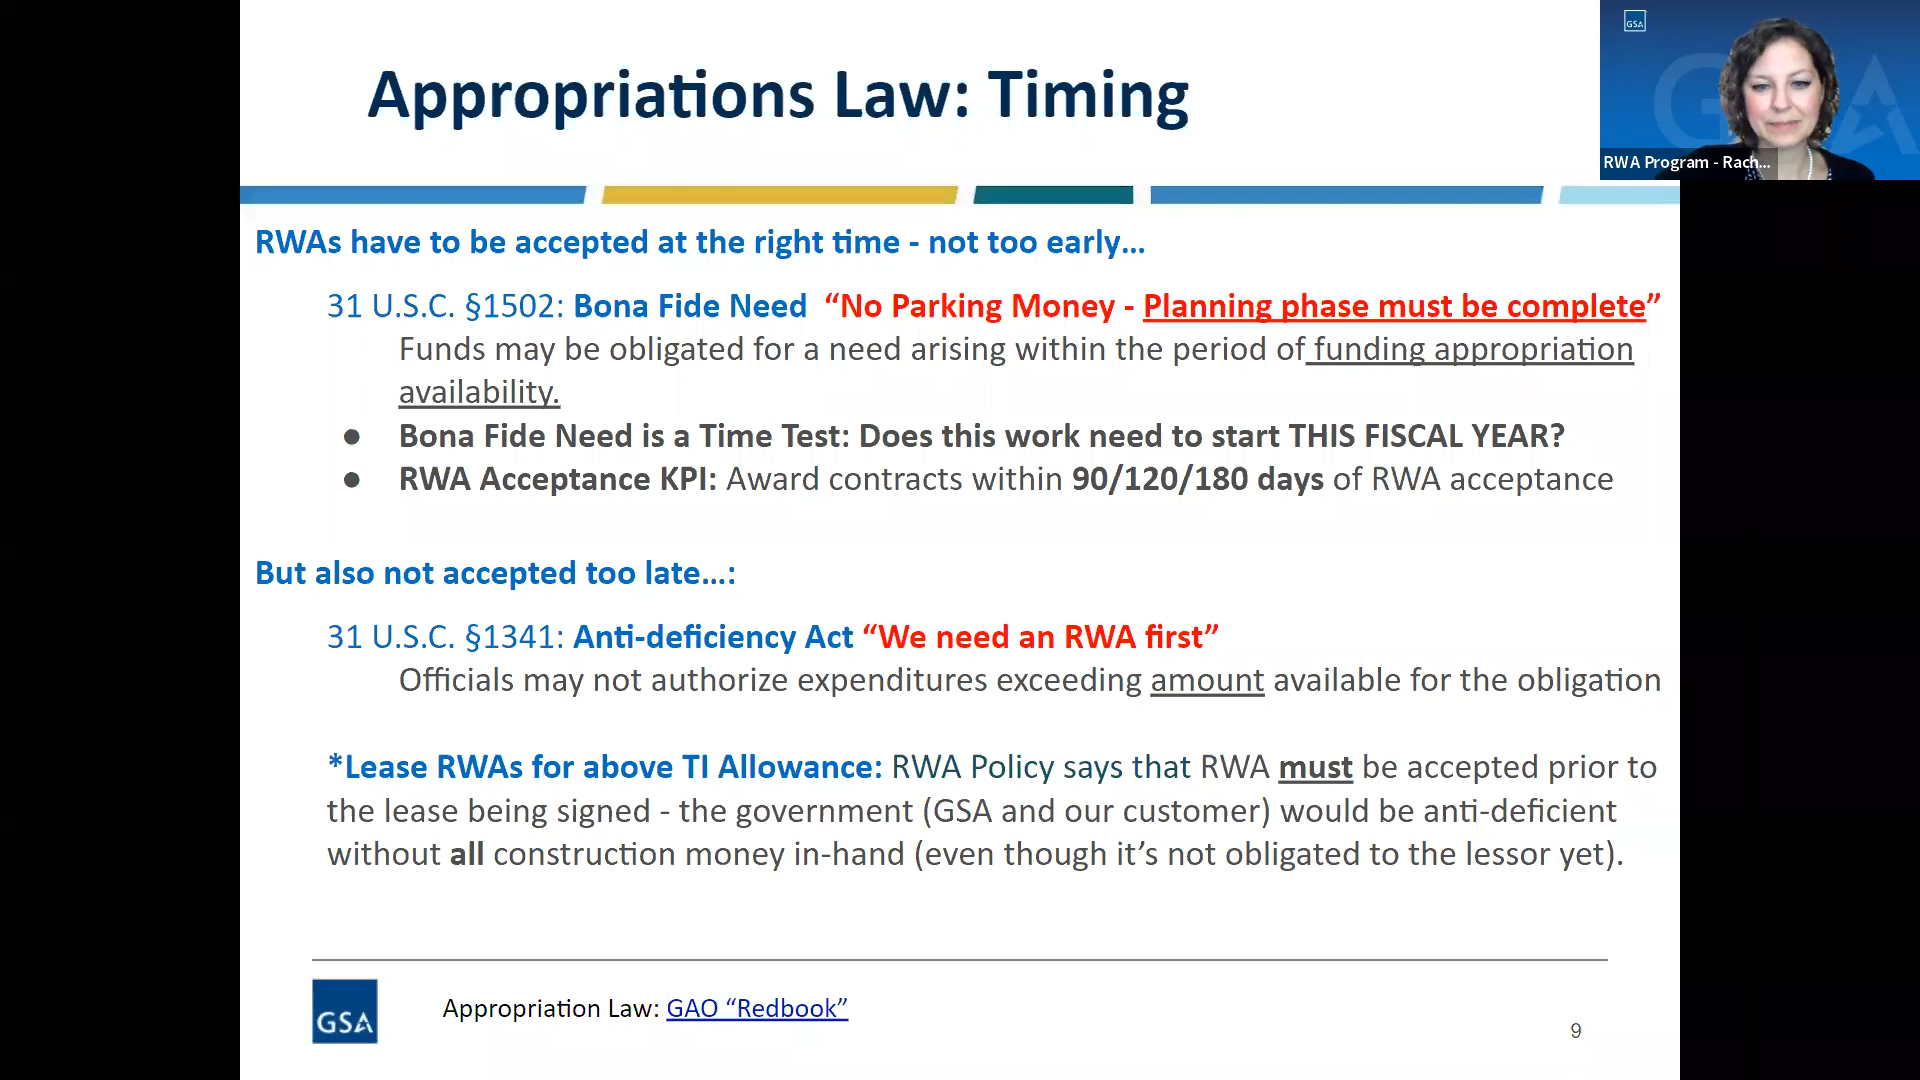 Appropriations Law: Timing
GSA
RWA Program - Rach...
RWAs have to be accepted at the right time - not too early...
31 U.S.C. §1502: Bona Fide Need “No Parking Money - Planning phase must be complete”
Funds may be obligated for a need arising within the period of funding appropriation
availability.
● Bona Fide Need is a Time Test: Does this work need to start THIS FISCAL YEAR?
● RWA Acceptance KPI: Award contracts within 90/120/180 days of RWA acceptance
But also not accepted too late...:
31 U.S.C. §1341: Anti-deficiency Act “We need an RWA first”
Officials may not authorize expenditures exceeding amount available for the obligation
*Lease RWAs for above TI Allowance: RWA Policy says that RWA must be accepted prior to
the lease being signed - the government (GSA and our customer) would be anti-deficient
without all construction money in-hand (even though it’s not obligated to the lessor yet).
GSA
Appropriation Law: GAO “Redbook”
9